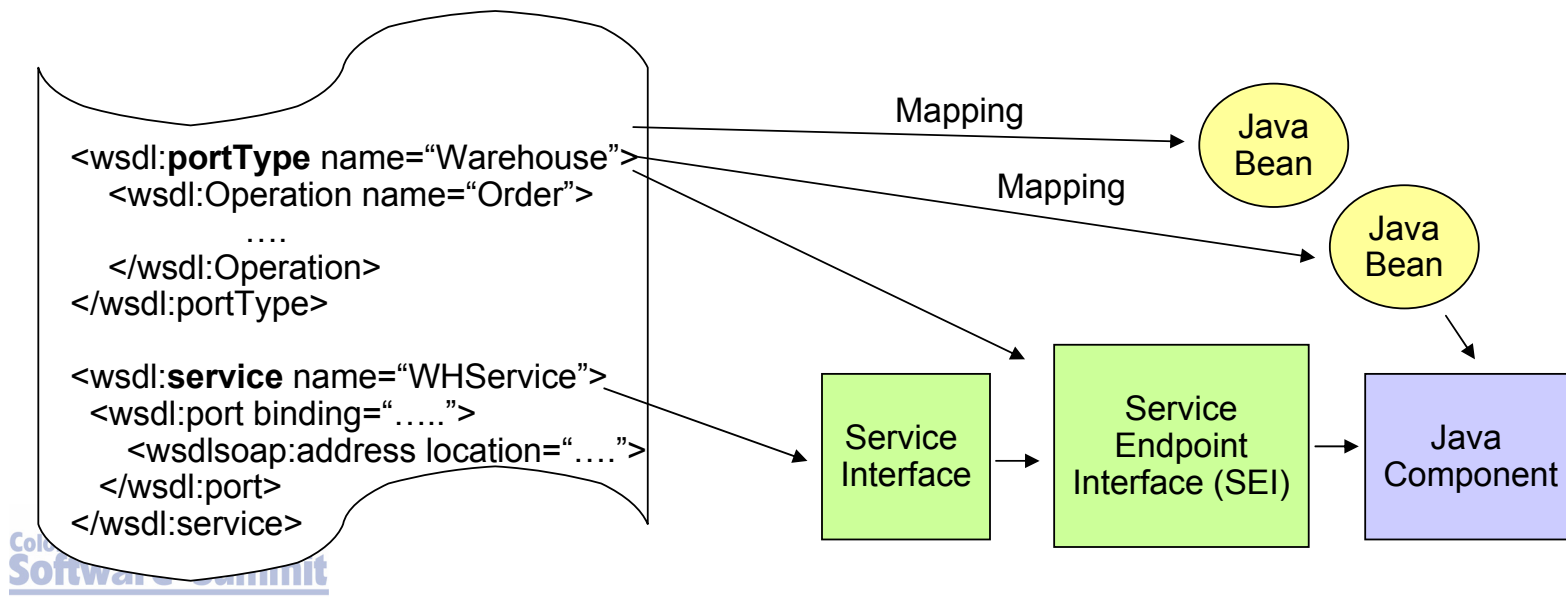 <wsdl:portType name=“Warehouse”>
<wsdl:Operation name=“Order”>
….
</wsdl:Operation>
</wsdl:portType>
<wsdl:service name=“WHService”>
<wsdl:port binding=“…..”>
<wsdlsoap:address location=“….”>
</wsdl:port>
</wsdl:service>
Mapping
Mapping
Java
Bean
Java
Bean
Service
Interface
Service
Endpoint
Interface (SEI)
Java
Component
Software Summit